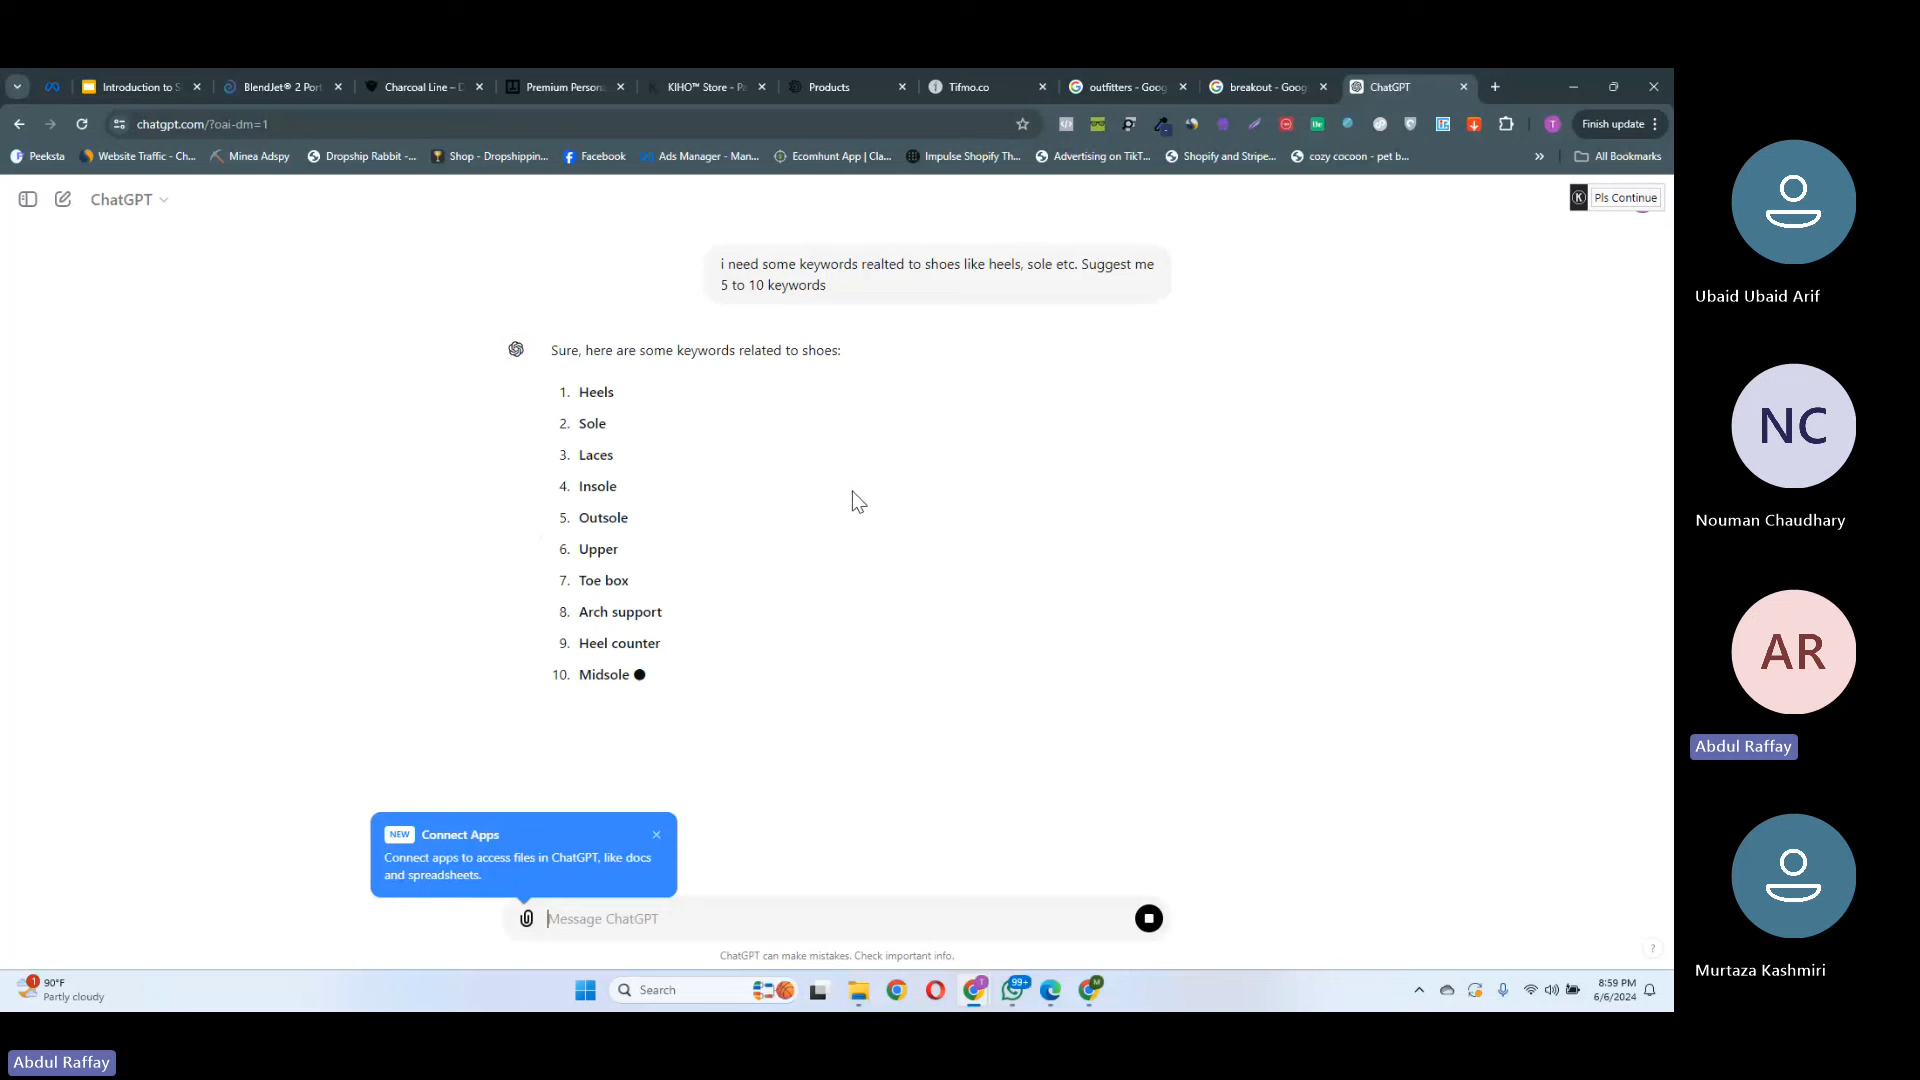 Introduction to S
BlendJet® 2 Port
Charcoal Line – D
Premium Persona
KIHO™ Store - Pa
Products
Tifmo.co
outfitters - Goog
breakout - Goog
ChatGPT
chatgpt.com/?oai-dm=1
Finish update
Peeksta
Website Traffic - Ch...
Minea Adspy
Dropship Rabbit -...
Shop - Dropshippin...
Facebook
Ads Manager - Man...
Ecomhunt App | Cla...
Impulse Shopify Th...
Advertising on TikT...
Shopify and Stripe...
cozy cocoon - pet b...
»
All Bookmarks
ChatGPT
K Pls Continue
i need some keywords realted to shoes like heels, sole etc. Suggest me
5 to 10 keywords
Sure, here are some keywords related to shoes:
1. Heels
2. Sole
3. Laces
4. Insole
5. Outsole
6. Upper
7. Toe box
8. Arch support
9. Heel counter
10. Midsole
NEW Connect Apps
Connect apps to access files in ChatGPT, like docs
and spreadsheets.
Message ChatGPT
ChatGPT can make mistakes. Check important info.
?
1
90°F
Partly cloudy
Search
99+
8:59 PM
6/6/2024
Ubaid Ubaid Arif
NC
Nouman Chaudhary
AR
Abdul Raffay
Murtaza Kashmiri
Abdul Raffay